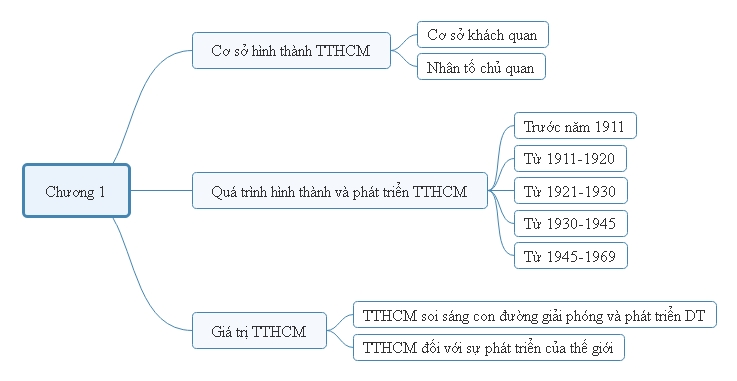 Chương 1
Cơ sở hình thành TTHCM
Cơ sở khách quan
Nhân tố chủ quan
Quá trình hình thành và phát triển TTHCM
Trước năm 1911
Từ 1911-1920
Từ 1921-1930
Từ 1930-1945
Từ 1945-1969
Giá trị TTHCM
TTHCM soi sáng con đường giải phóng và phát triển DT
TTHCM đối với sự phát triển của thế giới